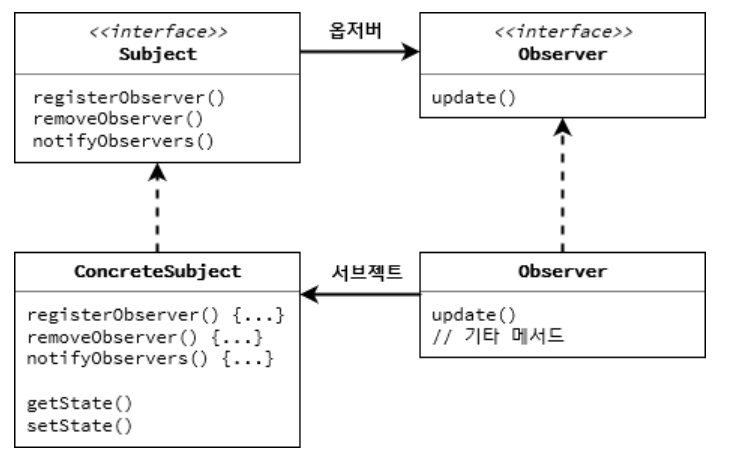 <<interface>>
Subject
registerObserver()
removeObserver()
notifyObservers()
옵저버
<<interface>>
Observer
update()
ConcreteSubject
registerObserver() {...}
removeObserver() {...}
notifyObservers() {...}
getState()
setState()
서브젝트
Observer
update()
// 기타 메서드